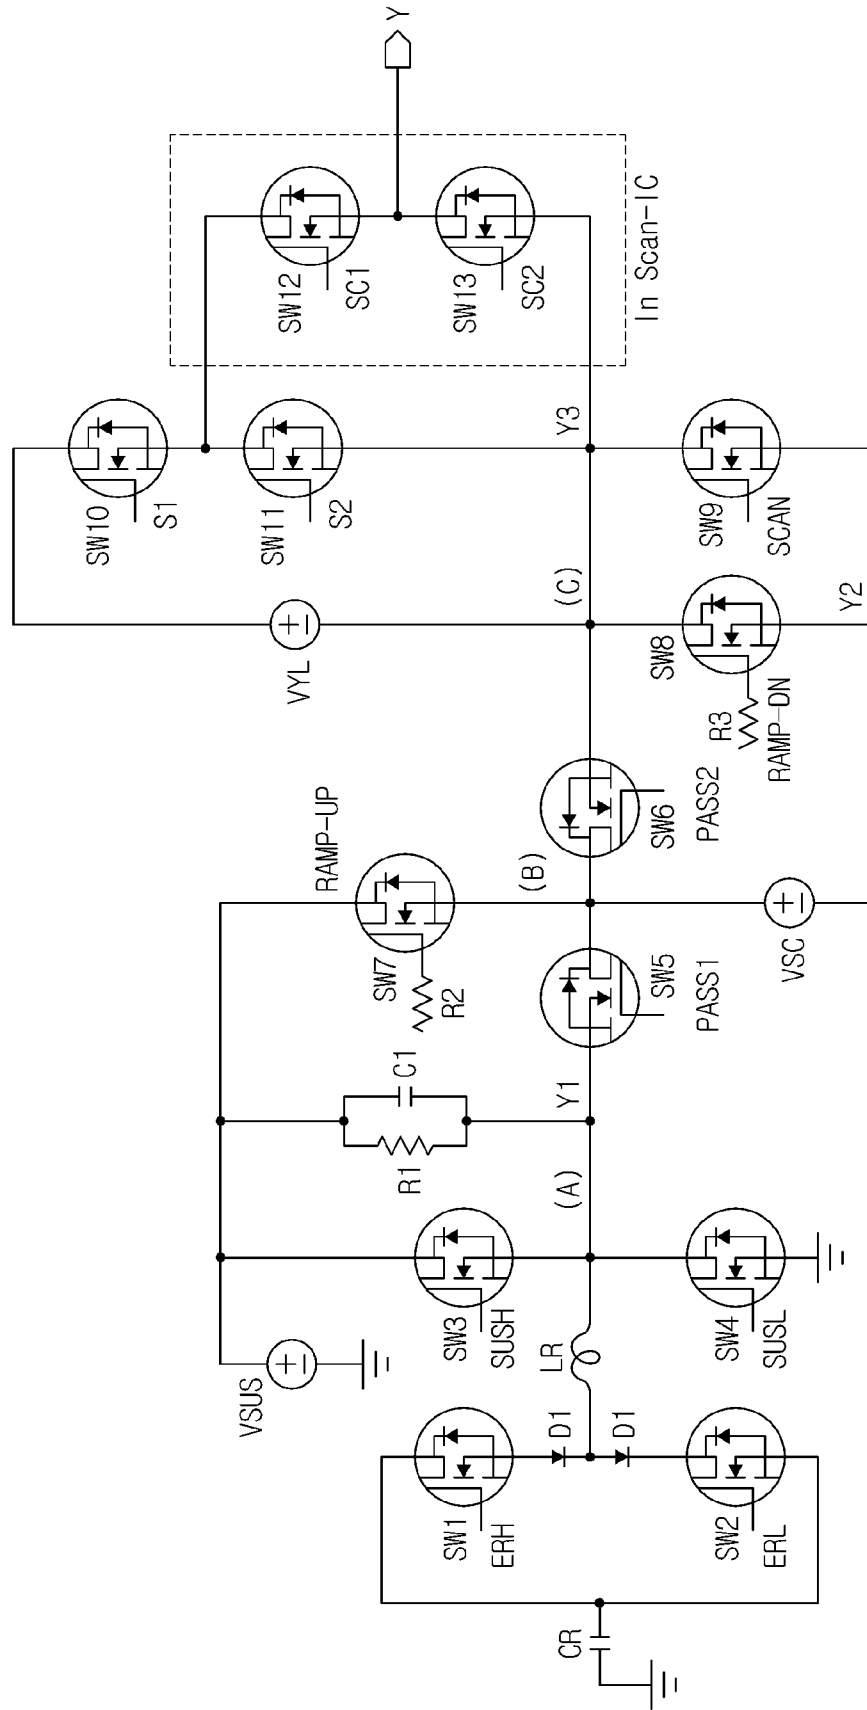 VSUS
SW1
ERH
D1
D1
SW2
ERL
CR
LR
SW3
SUSH
SW4
SUSL
(A)
Y1
R1
C1
SW5
PASS1
RAMP-UP
SW7
R2
(B)
VSC
SW6
PASS2
VYL
(C)
SW8
R3
RAMP-DN
Y2
SW10
S1
SW11
S2
Y3
SW9
SCAN
SW12
SC1
SW13
SC2
In Scan-IC
Y